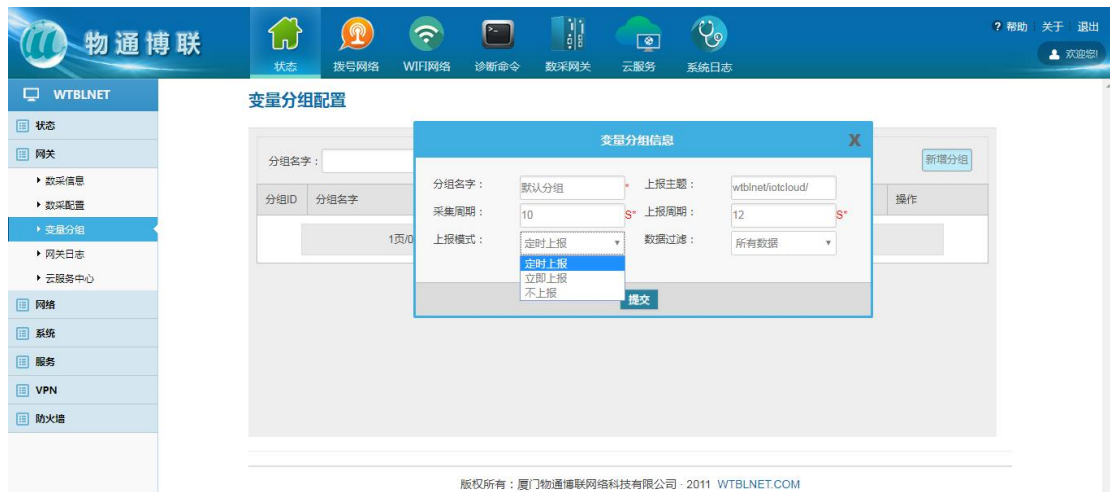 物通博联
状态
拨号网络
WIFI网络
诊断命令
数采网关
云服务
系统日志
? 帮助 关于 退出
欢迎您!
WTBLNET
状态
网关
数采信息
数采配置
变量分组
网关日志
云服务中心
网络
系统
服务
VPN
防火墙
变量分组配置
分组名字：
新增分组
分组ID 分组名字 操作
1页/0
变量分组信息 X
分组名字： 默认分组 * 上报主题： wtblnet/iotcloud/
采集周期： 10 S* 上报周期： 12 S*
上报模式： 定时上报 数据过滤： 所有数据
定时上报
立即上报
不上报
提交
版权所有：厦门物通博联网络科技有限公司 - 2011 WTBLNET.COM